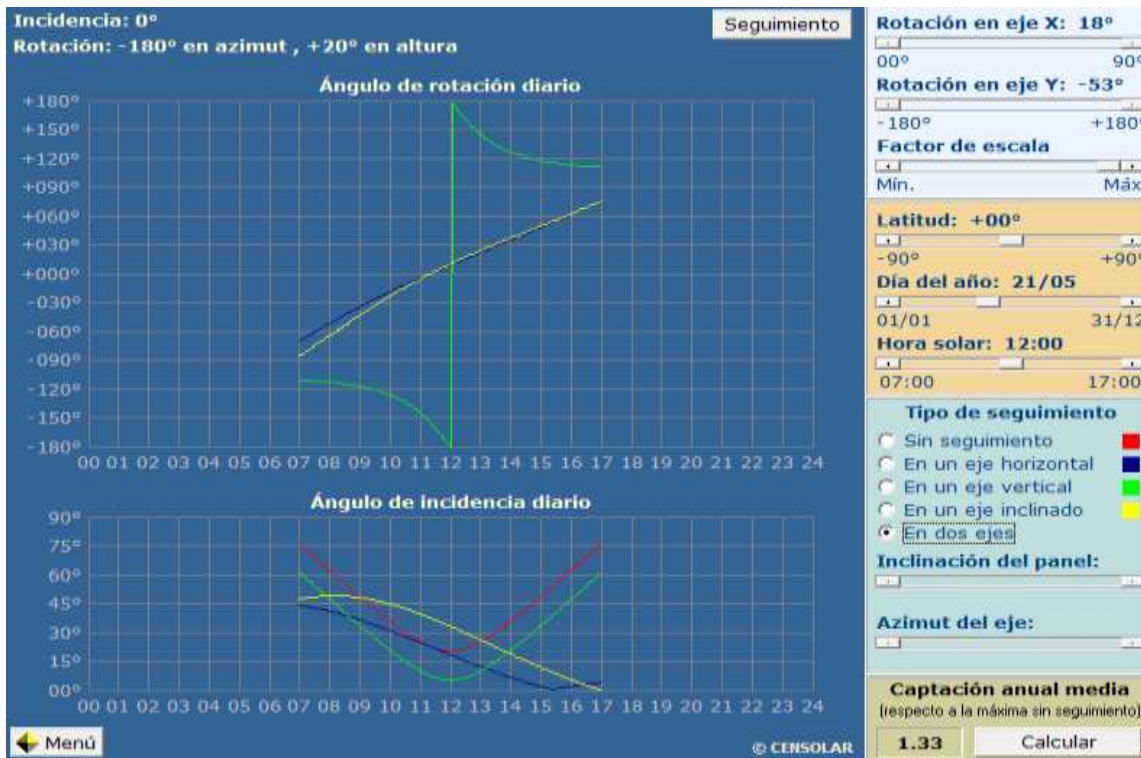 Incidencia: 0°
Rotación: -180° en azimut , +20° en altura
Seguimiento
Ángulo de rotación diario
+180°
+150°
+120°
+090°
+060°
+030°
+000°
-030°
-060°
-090°
-120°
-180°
00 01 02 03 04 05 06 07 08 09 10 11 12 13 14 15 16 17 18 19 20 21 22 23 24
Ángulo de incidencia diario
90°
75°
60°
45°
30°
15°
00°
00 01 02 03 04 05 06 07 08 09 10 11 12 13 14 15 16 17 18 19 20 21 22 23 24
Menú
© CENSOLAR
Rotación en eje X: 18°
00° 90°
Rotación en eje Y: -53°
-180° +180°
Factor de escala
Mín. Máx
Latitud: +00°
-90° +90°
Día del año: 21/05
01/01 31/12
Hora solar: 12:00
07:00 17:00
Tipo de seguimiento
Sin seguimiento
En un eje horizontal
En un eje vertical
En un eje inclinado
En dos ejes
Inclinación del panel:
Azimut del eje:
Captación anual media
(respecto a la máxima sin seguimiento)
1.33 Calcular